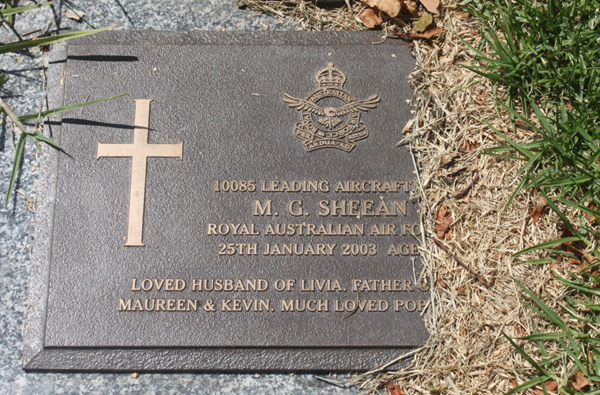 10085 LEADING AIRCRAFT
M. G. SHEEAN
ROYAL AUSTRALIAN AIR FO
25TH JANUARY 2003 AGE
LOVED HUSBAND OF LIVIA. FATHER
MAUREEN & KEVIN. MUCH LOVED POP